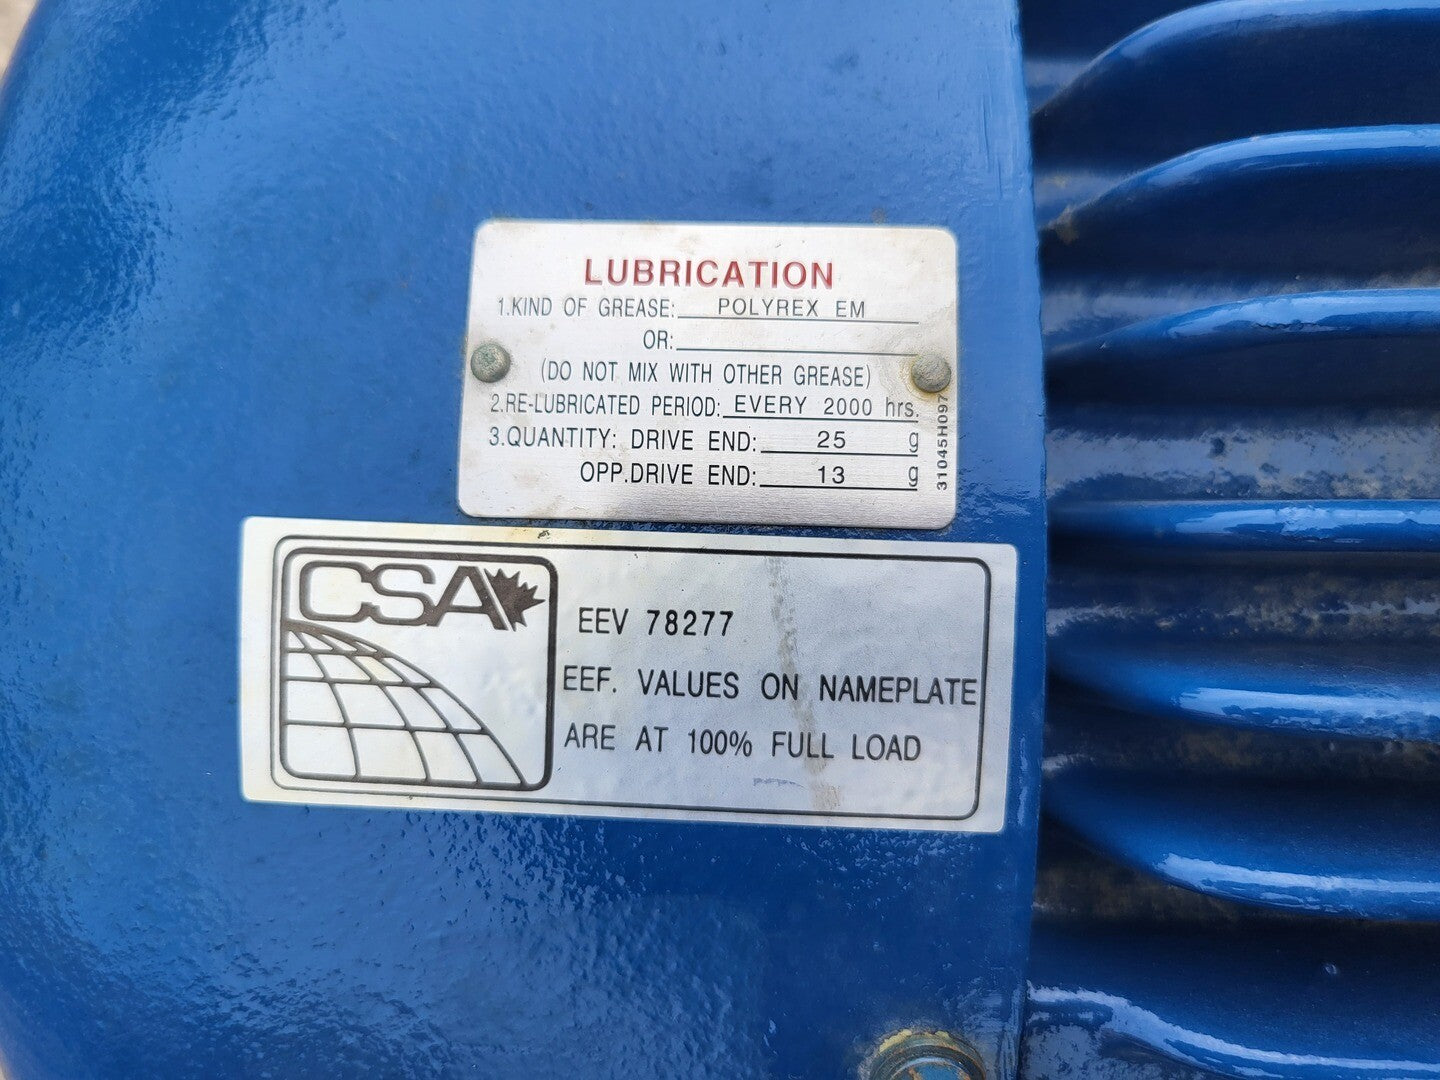 LUBRICATION
1.KIND OF GREASE: POLYREX EM
OR:
(DO NOT MIX WITH OTHER GREASE)
2.RE-LUBRICATED PERIOD: EVERY 2000 hrs.
3.QUANTITY: DRIVE END: 25 g
OPP.DRIVE END: 13 g
CSA
EEV 78277
EEF. VALUES ON NAMEPLATE
ARE AT 100% FULL LOAD